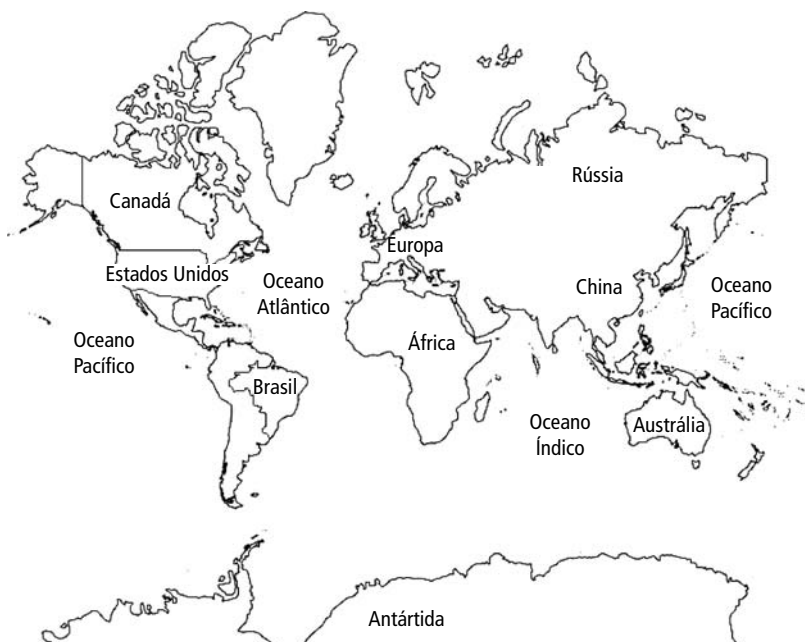 Rússia
Canadá
Europa
Estados Unidos
Oceano
Atlântico
China
Oceano
Pacífico
Oceano
Pacífico
África
Brasil
Oceano
Índico
Austrália
Antártida